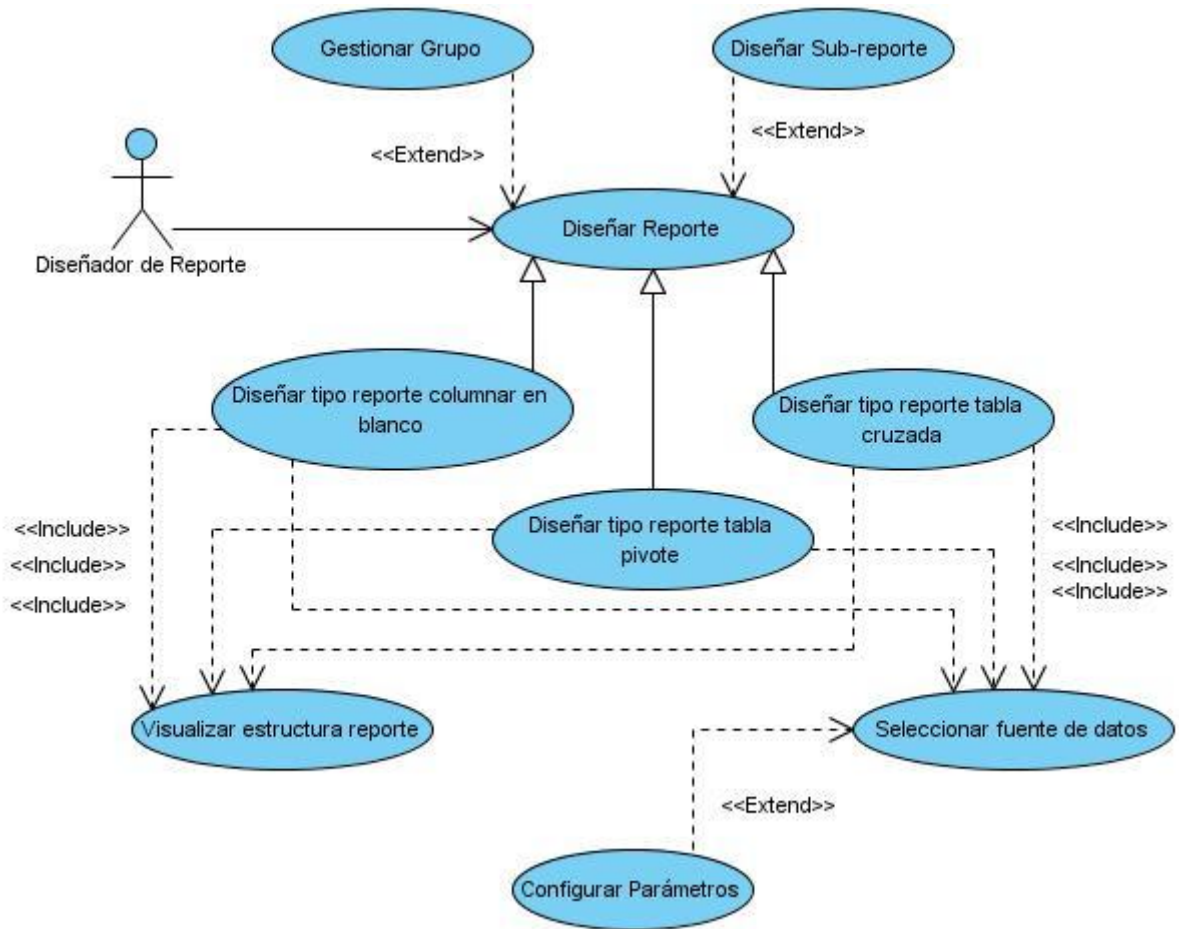 Gestionar Grupo
Diseñar Sub-reporte
<<Extend>>
<<Extend>>
Diseñar Reporte
Diseñador de Reporte
Diseñar tipo reporte columnar en
blanco
Diseñar tipo reporte tabla
cruzada
<<Include>>
<<Include>>
<<Include>>
Diseñar tipo reporte tabla
pivote
<<Include>>
<<Include>>
<<Include>>
Visualizar estructura reporte
Seleccionar fuente de datos
<<Extend>>
Configurar Parámetros